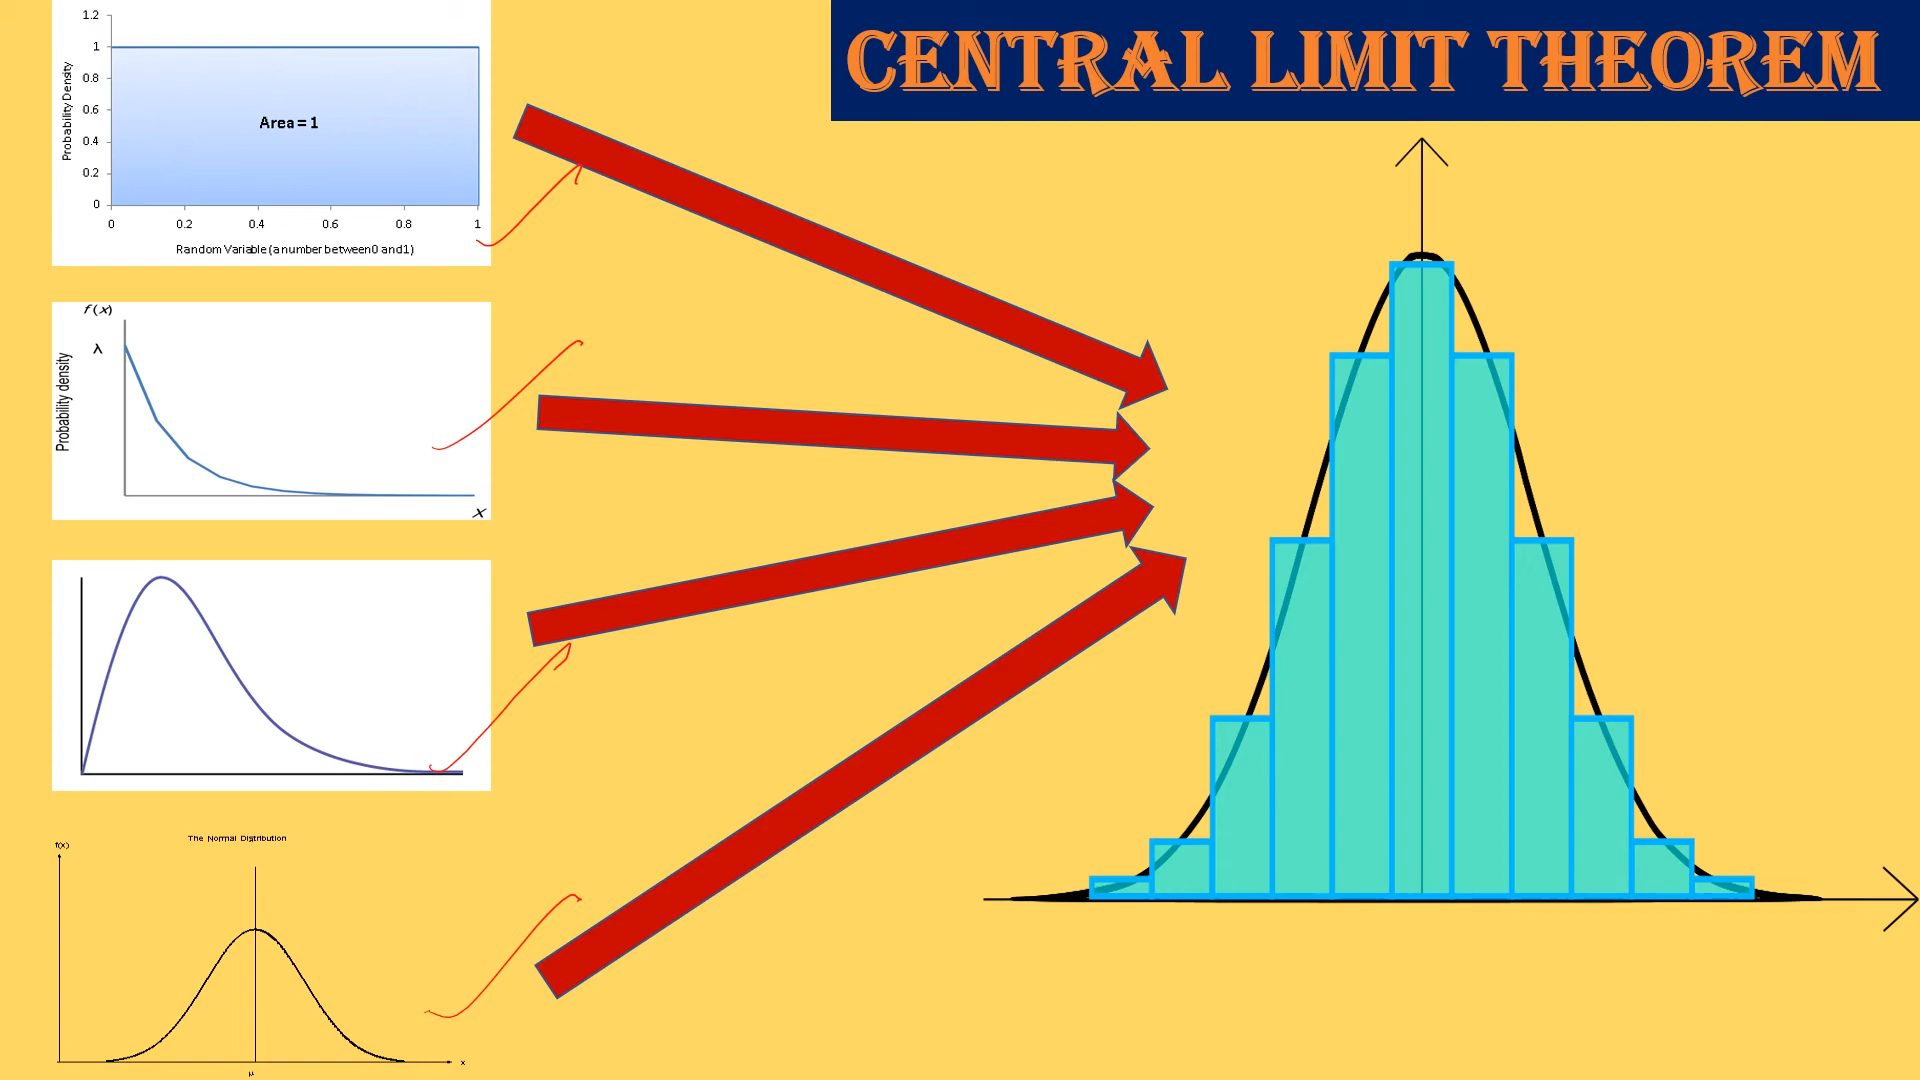 CENTRAL LIMIT THEOREM
1.2
1
0.8
0.6
0.4
0.2
0
Probability Density
Area = 1
0 0.2 0.4 0.6 0.8 1
Random Variable (a number between 0 and 1)
f(x)
λ
Probability density
x
The Normal Distribution
f(x)
x
μ